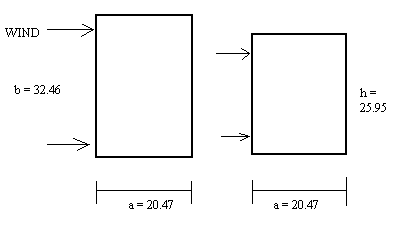 WIND
b = 32.46
h =
25.95
a = 20.47
a = 20.47